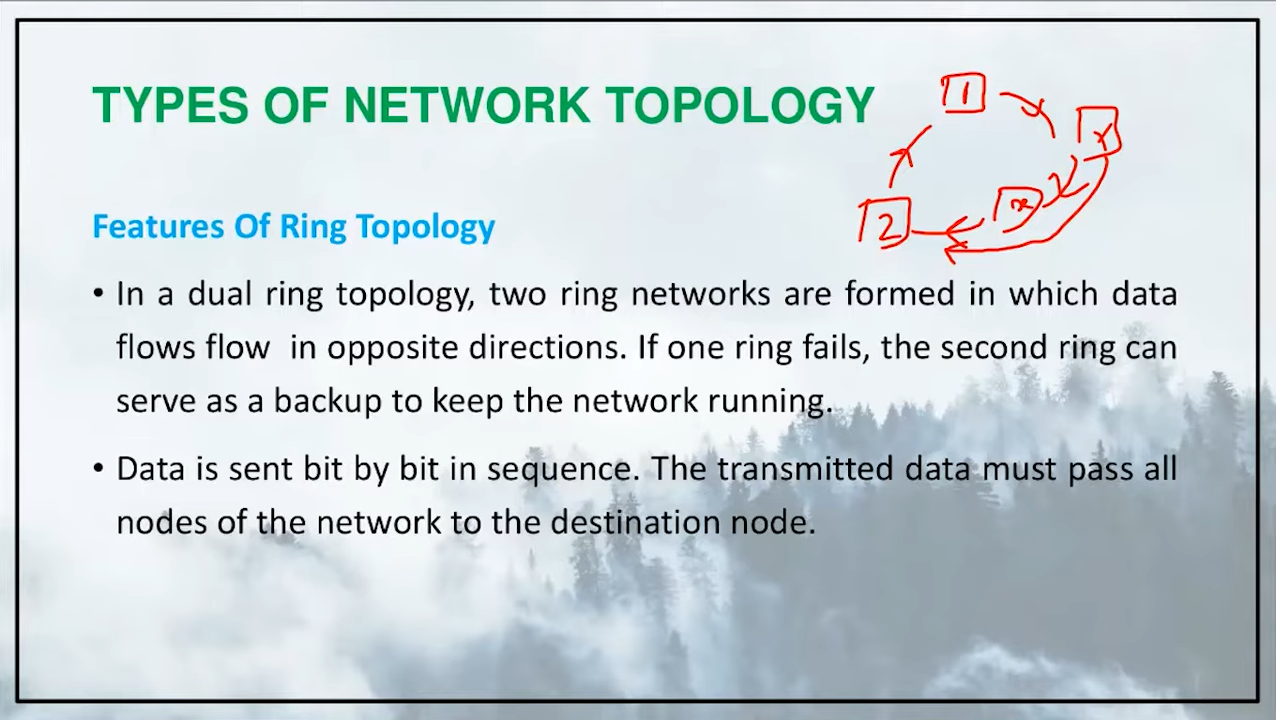 TYPES OF NETWORK TOPOLOGY
1
2
Features Of Ring Topology
• In a dual ring topology, two ring networks are formed in which data
flows flow in opposite directions. If one ring fails, the second ring can
serve as a backup to keep the network running.
• Data is sent bit by bit in sequence. The transmitted data must pass all
nodes of the network to the destination node.